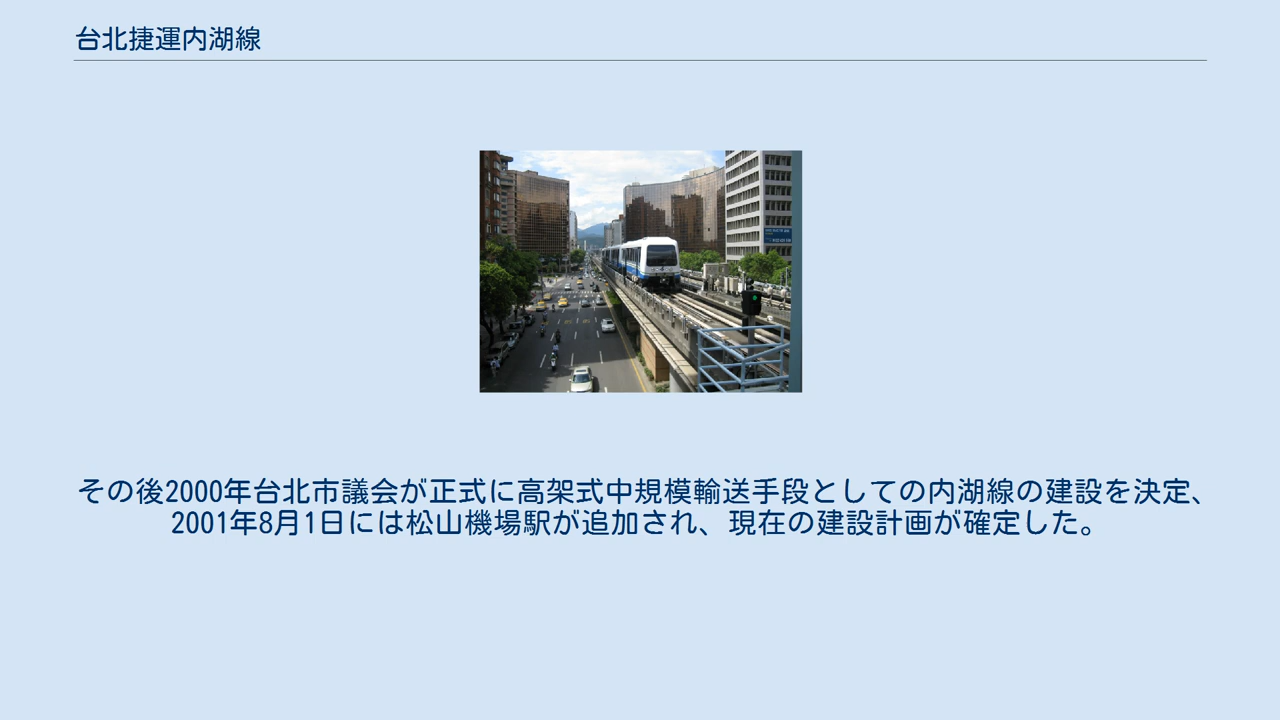 台北捷運内湖線
その後2000年台北市議会が正式に高架式中規模輸送手段としての内湖線の建設を決定、
2001年8月1日には松山機場駅が追加され、現在の建設計画が確定した。